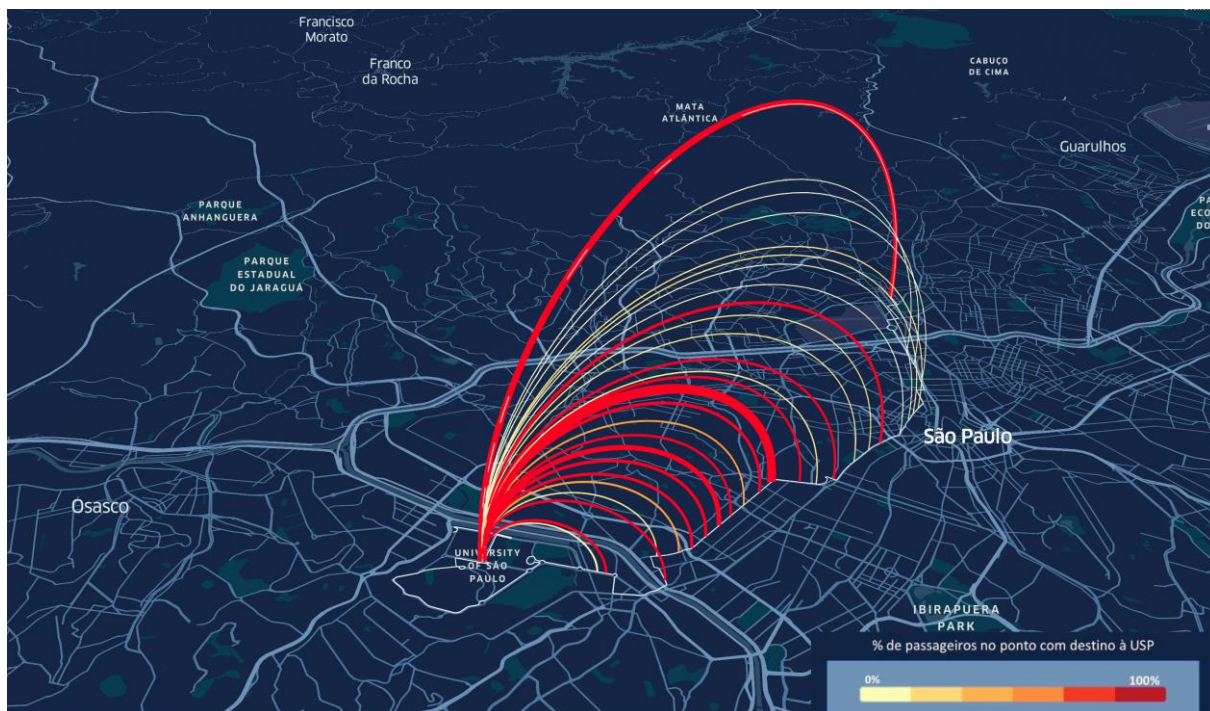 Francisco
Morato
Franco
da Rocha
CABUÇO
DE CIMA
MATA
ATLÂNTICA
Guarulhos
PARQUE
ANHANGUERA
PARQUE
ESTADUAL
DO JARAGUÁ
São Paulo
Osasco
UNIVERSITY
OF SÃO
PAULO
IBIRAPUERA
PARK
% de passageiros no ponto com destino à USP
0%
100%